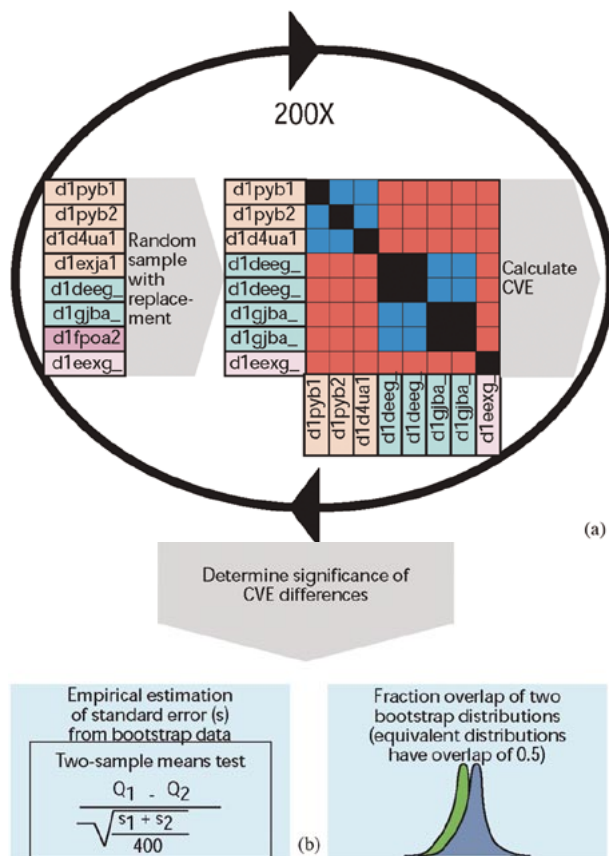 200X
d1pyb1
d1pyb2
d1d4ua1
d1exja1
d1deeg_
d1gjba_
d1fpoa2
d1eexg_
Random
sample
with
replace-
ment
d1pyb1
d1pyb2
d1d4ua1
d1deeg_
d1deeg_
d1gjba_
d1gjba_
d1eexg_
d1pyb1
d1pyb2
d1d4ua1
d1deeg_
d1deeg_
d1gjba_
d1gjba_
d1eexg_
Calculate
CVE
(a)
Determine significance of
CVE differences
Empirical estimation
of standard error (s)
from bootstrap data
Two-sample means test
Q1 - Q2
√ s1 + s2
400
(b)
Fraction overlap of two
bootstrap distributions
(equivalent distributions
have overlap of 0.5)